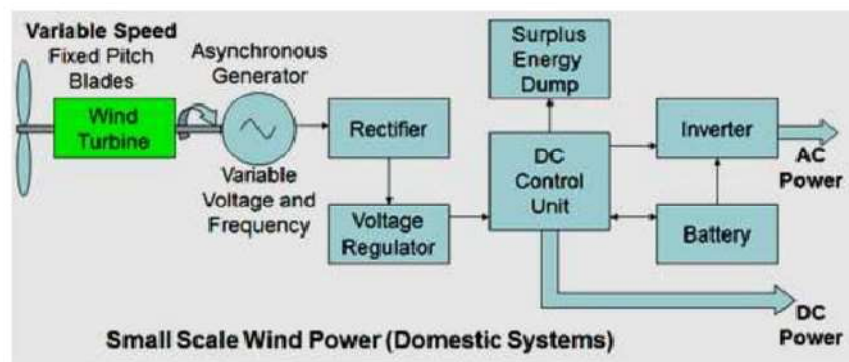 Variable Speed
Fixed Pitch
Blades
Wind
Turbine
Asynchronous
Generator
Variable
Voltage and
Frequency
Rectifier
Voltage
Regulator
Surplus
Energy
Dump
DC
Control
Unit
Inverter
Battery
AC
Power
DC
Power
Small Scale Wind Power (Domestic Systems)